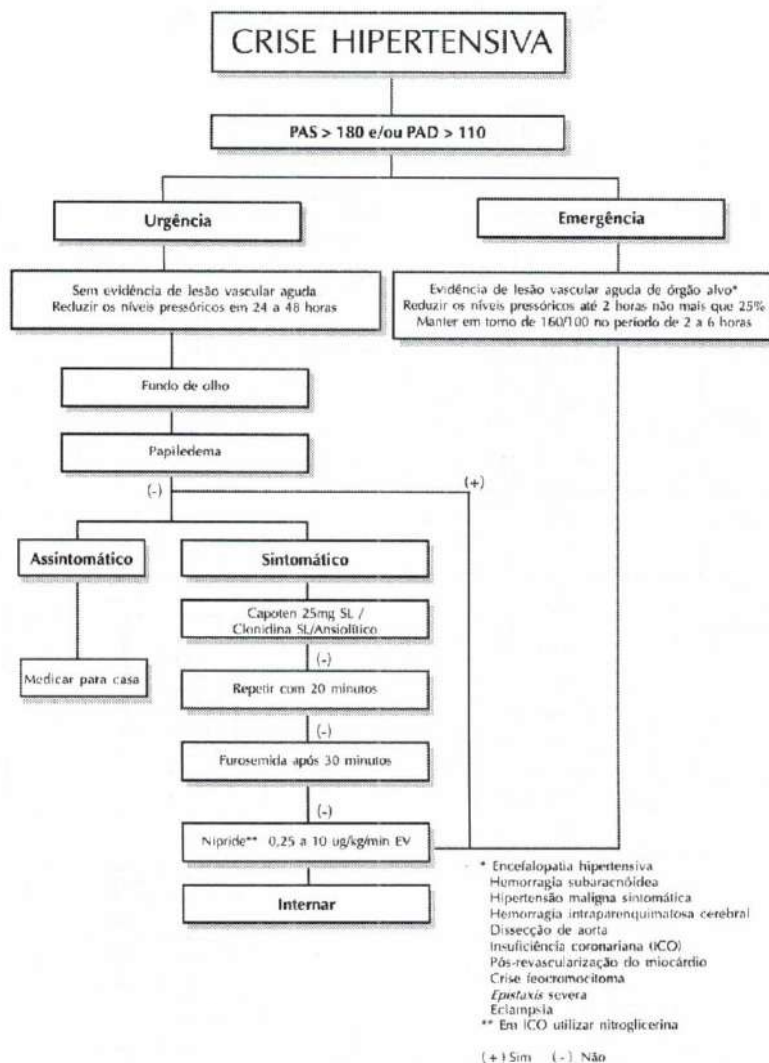 CRISE HIPERTENSIVA
PAS > 180 e/ou PAD > 110
Urgência
Emergência
Sem evidência de lesão vascular aguda
Reduzir os níveis pressóricos em 24 a 48 horas
Evidência de lesão vascular aguda de órgão alvo*
Reduzir os níveis pressóricos até 2 horas não mais que 25%
Manter em torno de 160/100 no período de 2 a 6 horas
Fundo de olho
Papiledema
(-)
(+)
Assintomático
Sintomático
Capoten 25mg SL /
Clonidina SL/Ansiolítico
(-)
Medicar para casa
Repetir com 20 minutos
(-)
Furosemida após 30 minutos
(-)
Nipride** 0,25 a 10 ug/kg/min EV
Internar
* Encefalopatia hipertensiva
Hemorragia subaracnóidea
Hipertensão maligna sintomática
Hemorragia intraparenquimatosa cerebral
Dissecção de aorta
Insuficiência coronariana (ICO)
Pós-revascularização do miocárdio
Crise feocromocitoma
Epistaxis severa
Eclampsia
** Em ICO utilizar nitroglicerina
(+) Sim (-) Não